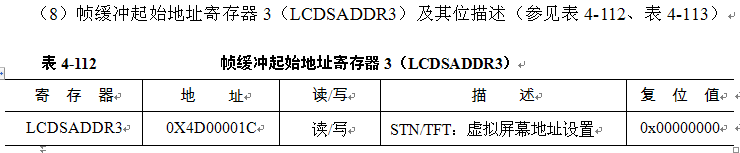 （8）帧缓冲起始地址寄存器 3（LCDSADDR3）及其位描述（参见表 4-112、表 4-113）
表 4-112 帧缓冲起始地址寄存器 3（LCDSADDR3）
寄 存 器 地 址 读/写 描 述 复 位 值
LCDSADDR3 0X4D00001C 读/写 STN/TFT：虚拟屏幕地址设置 0x00000000